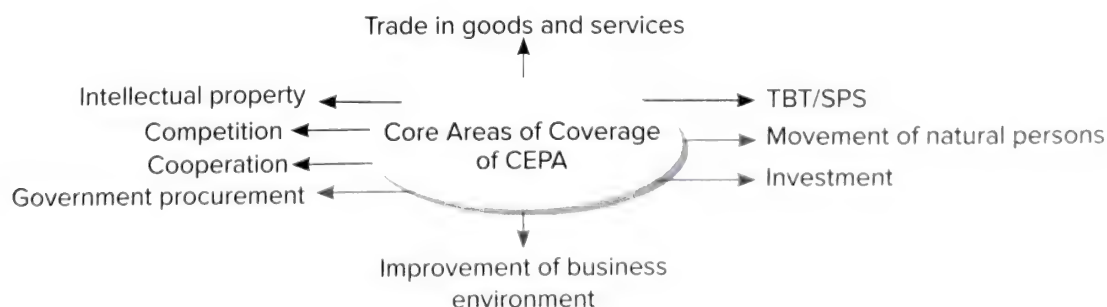 Trade in goods and services
Intellectual property
TBT/SPS
Competition
Core Areas of Coverage
of CEPA
Movement of natural persons
Cooperation
Investment
Government procurement
Improvement of business
environment